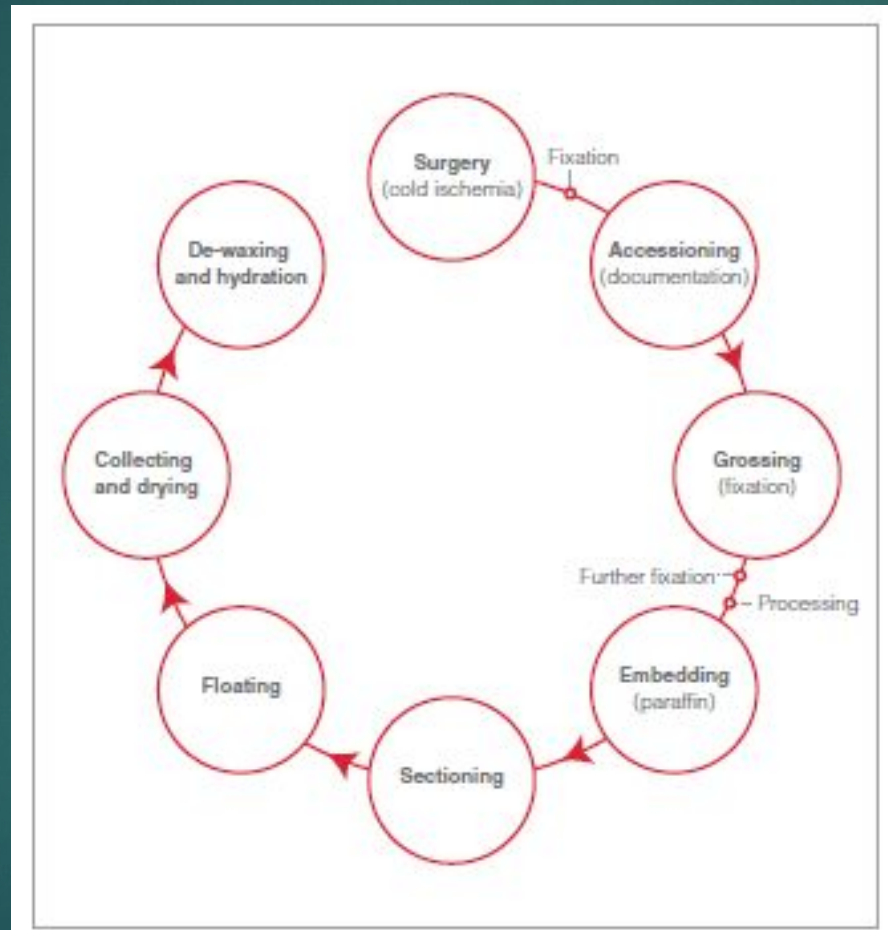 Surgery
(cold ischemia)
Fixation
Accessioning
(documentation)
Grossing
(fixation)
Further fixation
Processing
Embedding
(paraffin)
Sectioning
Floating
Collecting
and drying
De-waxing
and hydration